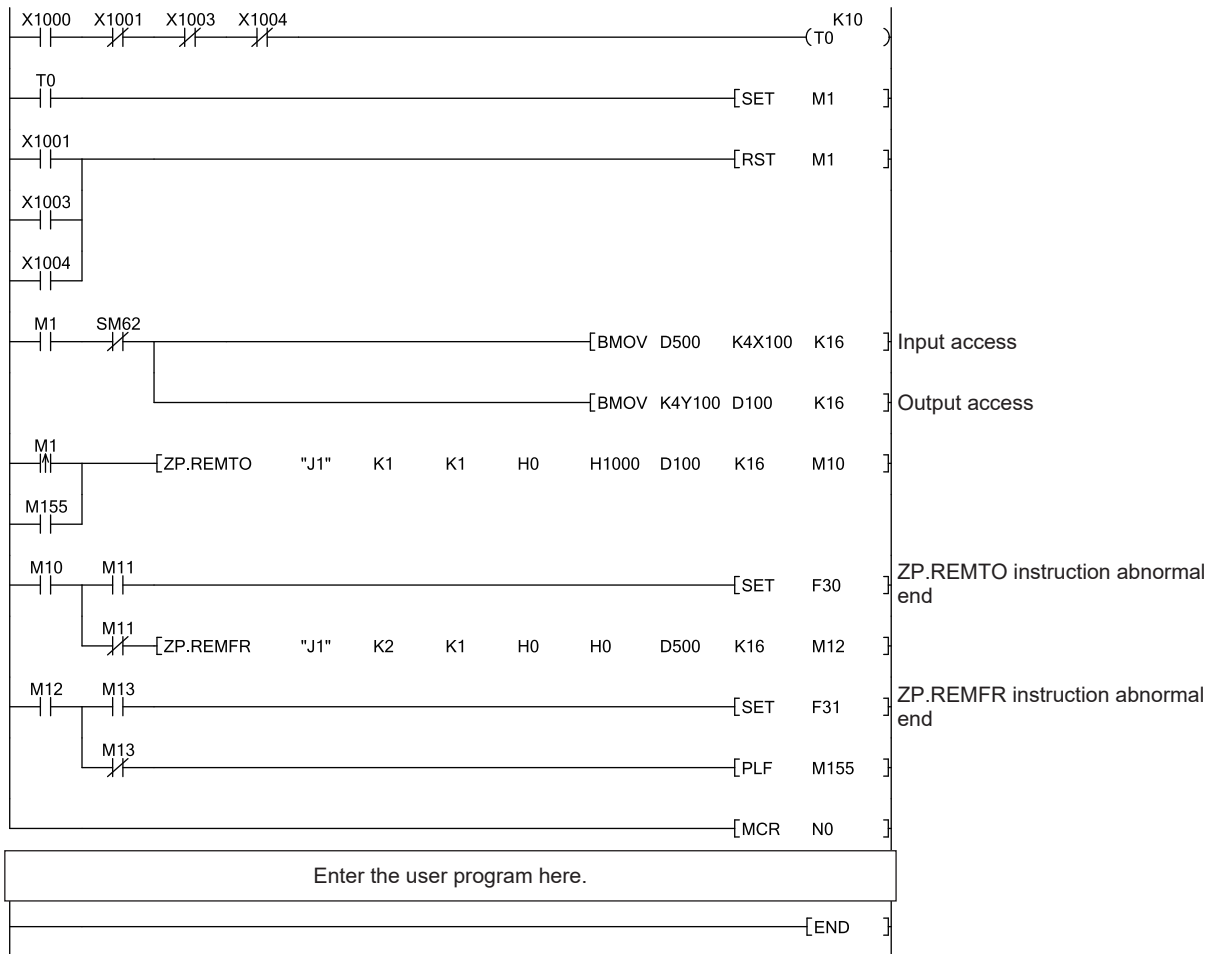 X1000 X1001 X1003 X1004 K10
T0
T0
SET M1
X1001
RST M1
X1003
X1004
M1 SM62
BMOV D500 K4X100 K16 Input access
BMOV K4Y100 D100 K16 Output access
M1
ZP.REMTO "J1" K1 K1 H0 H1000 D100 K16 M10
M155
M10 M11
SET F30 ZP.REMTO instruction abnormal
end
M11
ZP.REMFR "J1" K2 K1 H0 H0 D500 K16 M12
M12 M13
SET F31 ZP.REMFR instruction abnormal
end
M13
PLF M155
MCR N0
Enter the user program here.
END